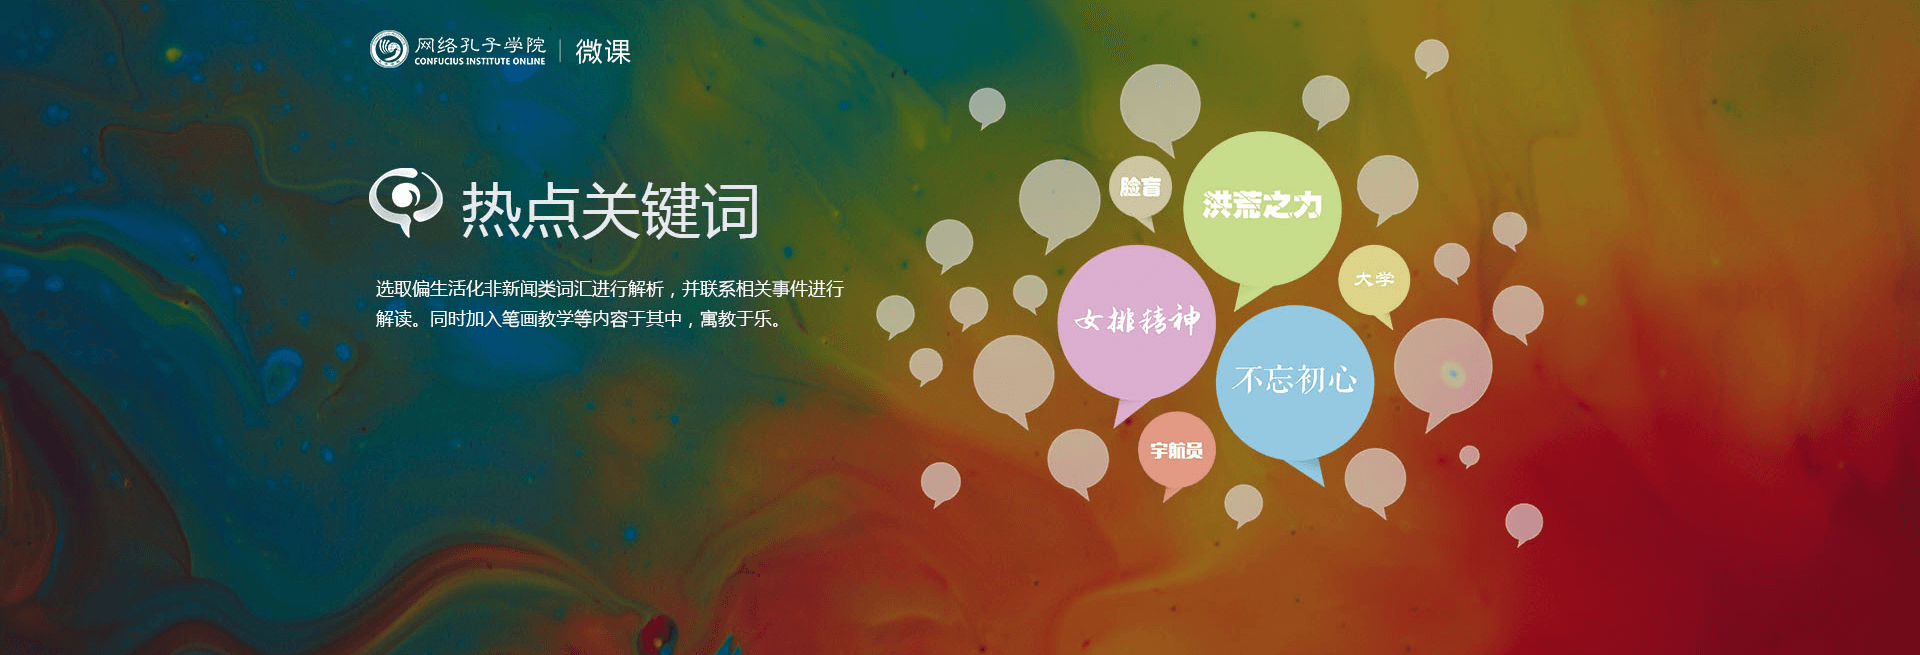 网络孔子学院
CONFUCIUS INSTITUTE ONLINE
微课
热点关键词
选取偏生活化非新闻类词汇进行解析，并联系相关事件进行
解读。同时加入笔画教学等内容于其中，寓教于乐。
脸盲
洪荒之力
大学
女排精神
不忘初心
宇航员